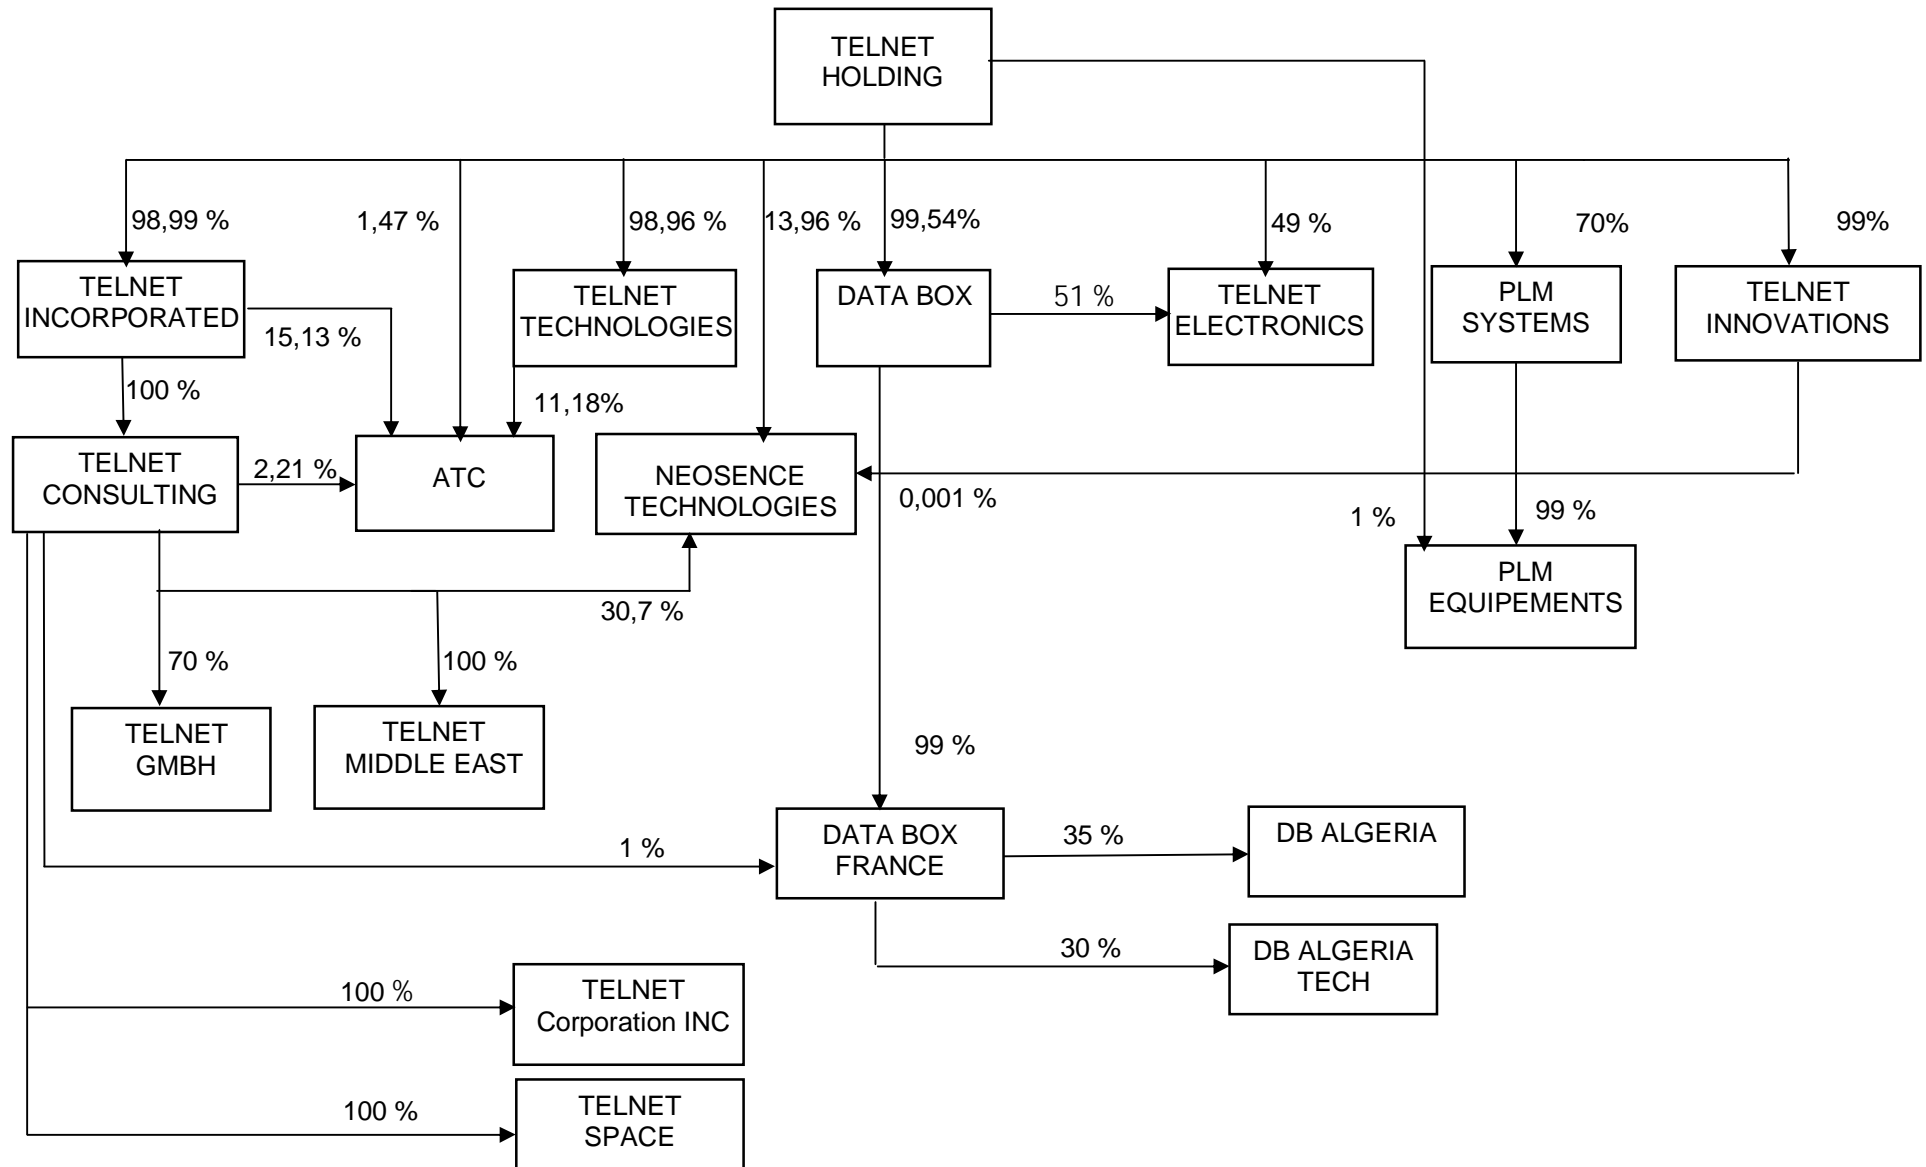 TELNET
HOLDING
98,99 %
1,47 %
98,96 %
13,96 %
99,54%
49 %
70%
99%
TELNET
INCORPORATED
TELNET
TECHNOLOGIES
DATA BOX
51 %
TELNET
ELECTRONICS
PLM
SYSTEMS
TELNET
INNOVATIONS
15,13 %
100 %
11,18%
TELNET
CONSULTING
2,21 %
ATC
NEOSENCE
TECHNOLOGIES
0,001 %
1 %
99 %
PLM
EQUIPEMENTS
30,7 %
70 %
100 %
TELNET
GMBH
TELNET
MIDDLE EAST
99 %
1 %
DATA BOX
FRANCE
35 %
DB ALGERIA
30 %
DB ALGERIA
TECH
100 %
TELNET
Corporation INC
100 %
TELNET
SPACE